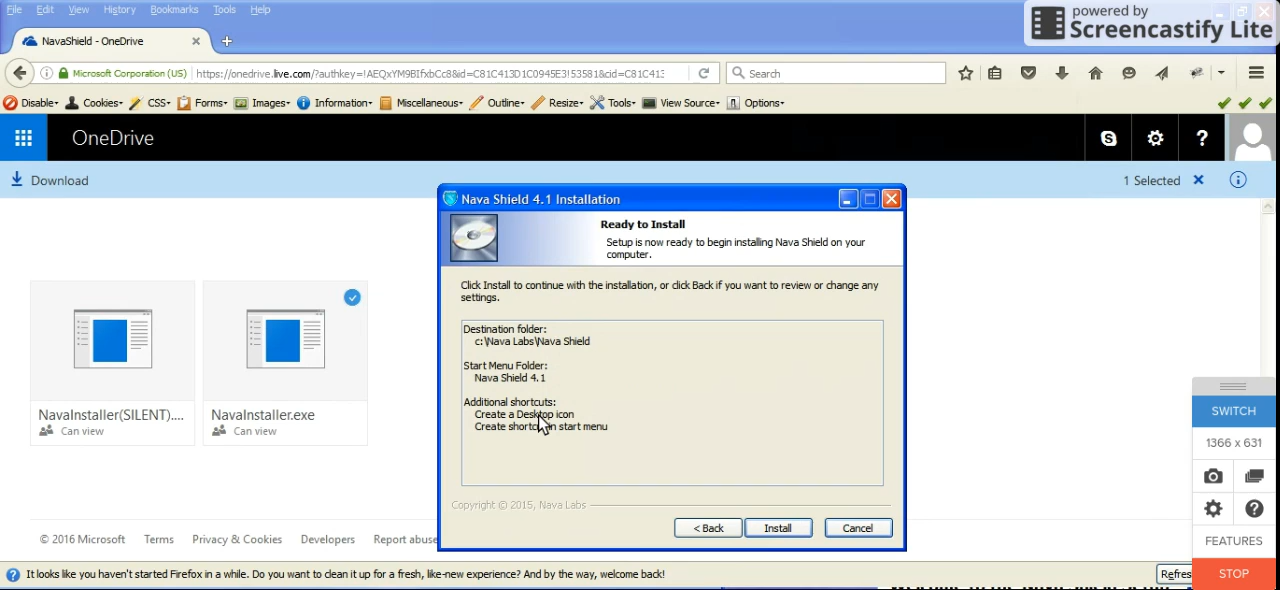 File Edit View History Bookmarks Tools Help
powered by
Screencastify Lite
NavaShield - OneDrive
Microsoft Corporation (US) https://onedrive.live.com/?authkey=!AEQxYM9BIfxbCc8&id=C81C413D1C0945E3!53581&cid=C81C413 Search
Disable Cookies CSS Forms Images Information Miscellaneous Outline Resize Tools View Source Options
OneDrive
Download 1 Selected
Nava Shield 4.1 Installation
Ready to Install
Setup is now ready to begin installing Nava Shield on your
computer.
Click Install to continue with the installation, or click Back if you want to review or change any
settings.
Destination folder:
c:\Nava Labs\Nava Shield
Start Menu Folder:
Nava Shield 4.1
Additional shortcuts:
Create a Desktop icon
Create shortcut in start menu
Copyright © 2015, Nava Labs
< Back Install Cancel
NavaInstaller(SILENT)....
Can view
NavaInstaller.exe
Can view
SWITCH
1366 x 631
FEATURES
STOP
© 2016 Microsoft Terms Privacy & Cookies Developers Report abuse
It looks like you haven't started Firefox in a while. Do you want to clean it up for a fresh, like-new experience? And by the way, welcome back! Refres